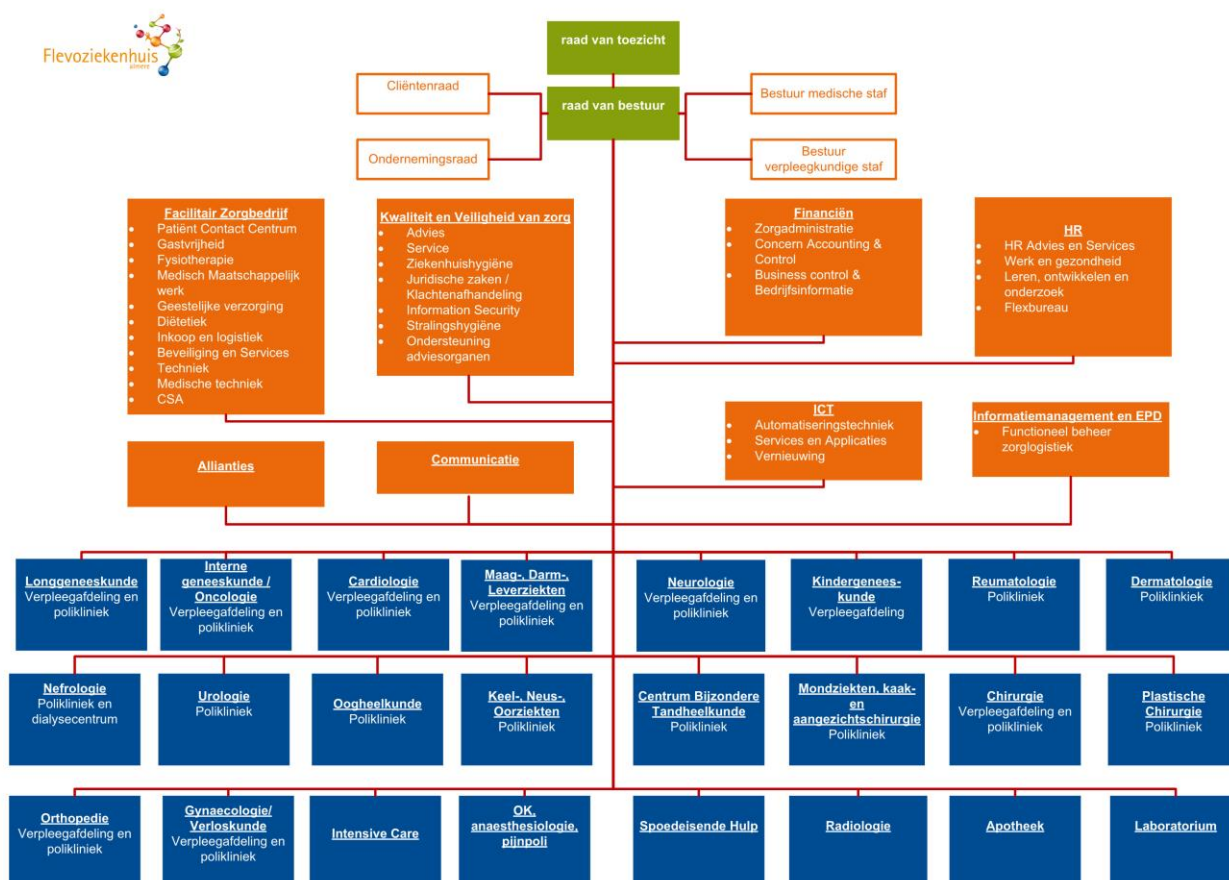 Flevoziekenhuis
almere
raad van toezicht
raad van bestuur
Cliëntenraad
Ondernemingsraad
Bestuur medische staf
Bestuur
verpleegkundige staf
Facilitair Zorgbedrijf
• Patiënt Contact Centrum
• Gastvrijheid
• Fysiotherapie
• Medisch Maatschappelijk
werk
• Geestelijke verzorging
• Diëtetiek
• Inkoop en logistiek
• Beveiliging en Services
• Techniek
• Medische techniek
• CSA
Kwaliteit en Veiligheid van zorg
• Advies
• Service
• Ziekenhuishygiëne
• Juridische zaken /
Klachtenafhandeling
• Information Security
• Stralingshygiëne
• Ondersteuning
adviesorganen
Financiën
• Zorgadministratie
• Concern Accounting &
Control
• Business control &
Bedrijfsinformatie
HR
• HR Advies en Services
• Werk en gezondheid
• Leren, ontwikkelen en
onderzoek
• Flexbureau
Allianties
Communicatie
ICT
• Automatiseringstechniek
• Services en Applicaties
• Vernieuwing
Informatiemanagement en EPD
• Functioneel beheer
zorglogistiek
Longgeneeskunde
Verpleegafdeling en
polikliniek
Interne
geneeskunde /
Oncologie
Verpleegafdeling en
polikliniek
Cardiologie
Verpleegafdeling en
polikliniek
Maag-, Darm-,
Leverziekten
Verpleegafdeling en
polikliniek
Neurologie
Verpleegafdeling en
polikliniek
Kindergenees-
kunde
Verpleegafdeling
Reumatologie
Polikliniek
Dermatologie
Poliklinkiek
Nefrologie
Polikliniek en
dialysecentrum
Urologie
Polikliniek
Oogheelkunde
Polikliniek
Keel-, Neus-,
Oorziekten
Polikliniek
Centrum Bijzondere
Tandheelkunde
Polikliniek
Mondziekten, kaak-
en
aangezichtschirurgie
Polikliniek
Chirurgie
Verpleegafdeling en
polikliniek
Plastische
Chirurgie
Polikliniek
Orthopedie
Verpleegafdeling en
polikliniek
Gynaecologie/
Verloskunde
Verpleegafdeling en
polikliniek
Intensive Care
OK,
anaesthesiologie,
pijnpoli
Spoedeisende Hulp
Radiologie
Apotheek
Laboratorium